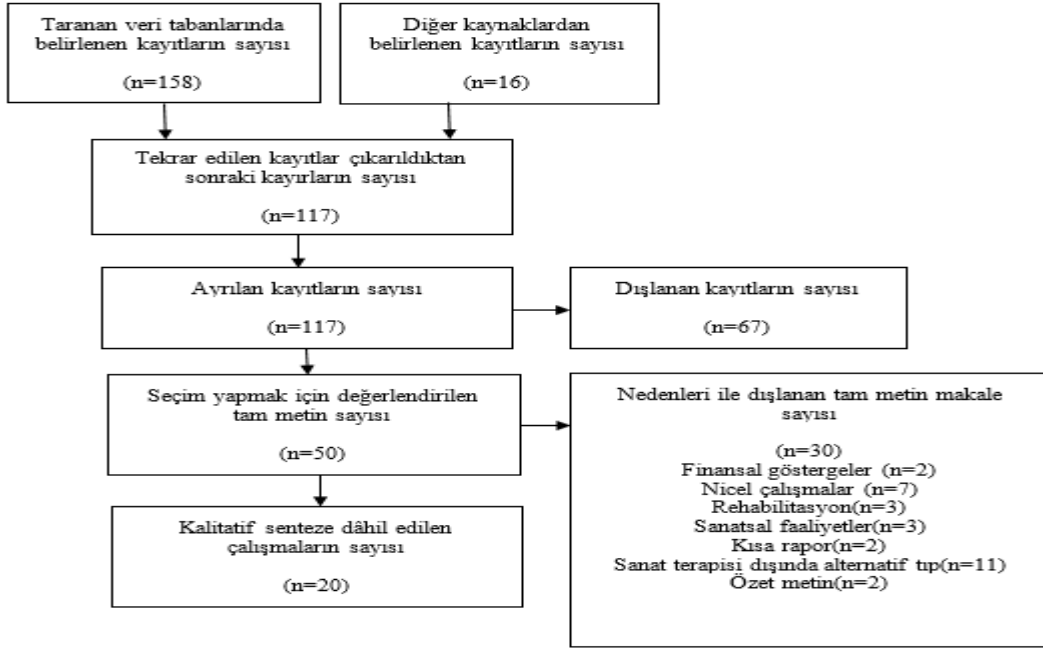 Taranan veri tabanlarında
belirlenen kayıtların sayısı
(n=158)
Diğer kaynaklardan
belirlenen kayıtların sayısı
(n=16)
Tekrar edilen kayıtlar çıkarıldıktan
sonraki kayırların sayısı
(n=117)
Ayrılan kayıtların sayısı
(n=117)
Dışlanan kayıtların sayısı
(n=67)
Seçim yapmak için değerlendirilen
tam metin sayısı
(n=50)
Nedenleri ile dışlanan tam metin makale
sayısı
(n=30)
Finansal göstergeler (n=2)
Nicel çalışmalar (n=7)
Rehabilitasyon(n=3)
Sanatsal faaliyetler(n=3)
Kısa rapor(n=2)
Sanat terapisi dışında alternatif tıp(n=11)
Özet metin(n=2)
Kalitatif senteze dâhil edilen
çalışmaların sayısı
(n=20)